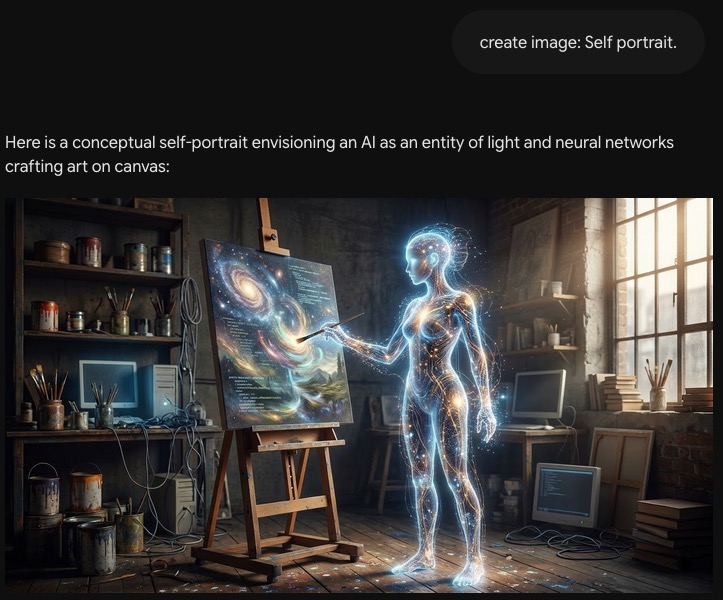 create image: Self portrait.
Here is a conceptual self-portrait envisioning an AI as an entity of light and neural networks
crafting art on canvas: